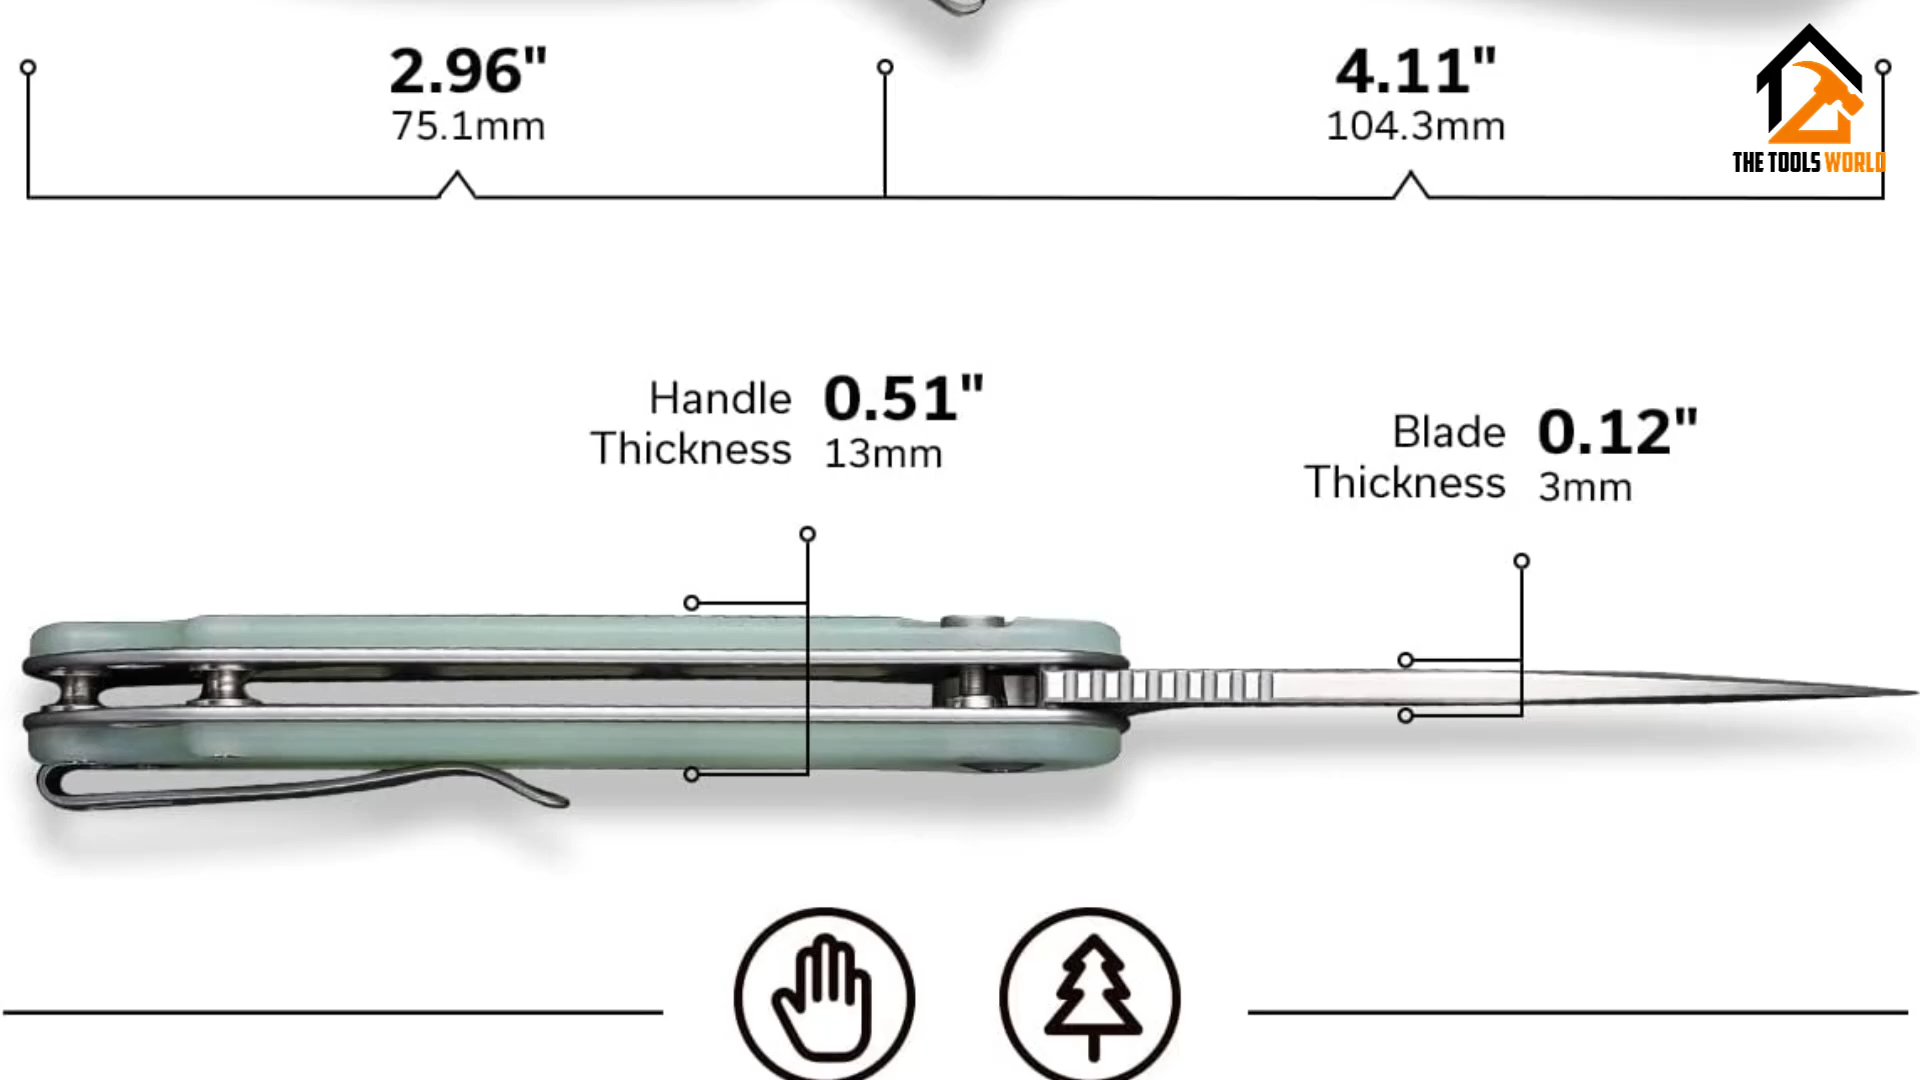 2.96"
75.1mm
4.11"
104.3mm
THE TOOLS WORLD
Handle 0.51"
Thickness 13mm
Blade 0.12"
Thickness 3mm